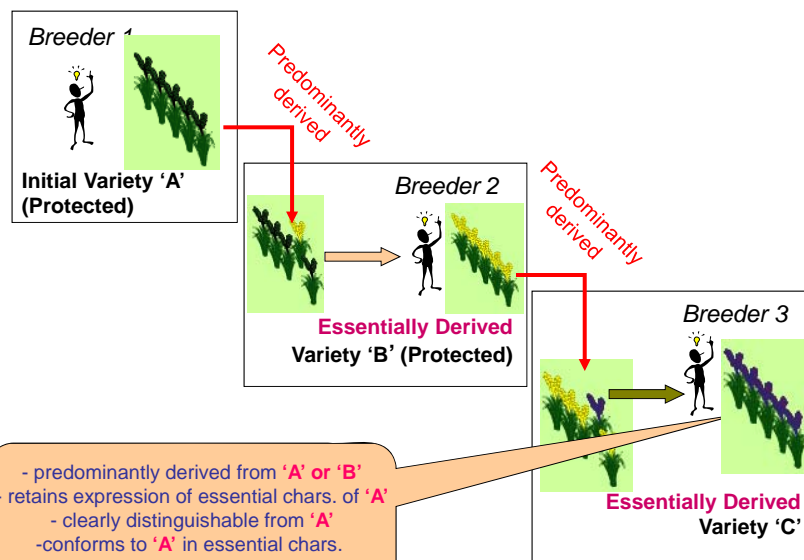 Breeder 1
Initial Variety ‘A’
(Protected)
Predominantly
derived
Breeder 2
Essentially Derived
Variety ‘B’ (Protected)
Predominantly
derived
Breeder 3
Essentially Derived
Variety ‘C’
- predominantly derived from ‘A’ or ‘B’
- retains expression of essential chars. of ‘A’
- clearly distinguishable from ‘A’
-conforms to ‘A’ in essential chars.